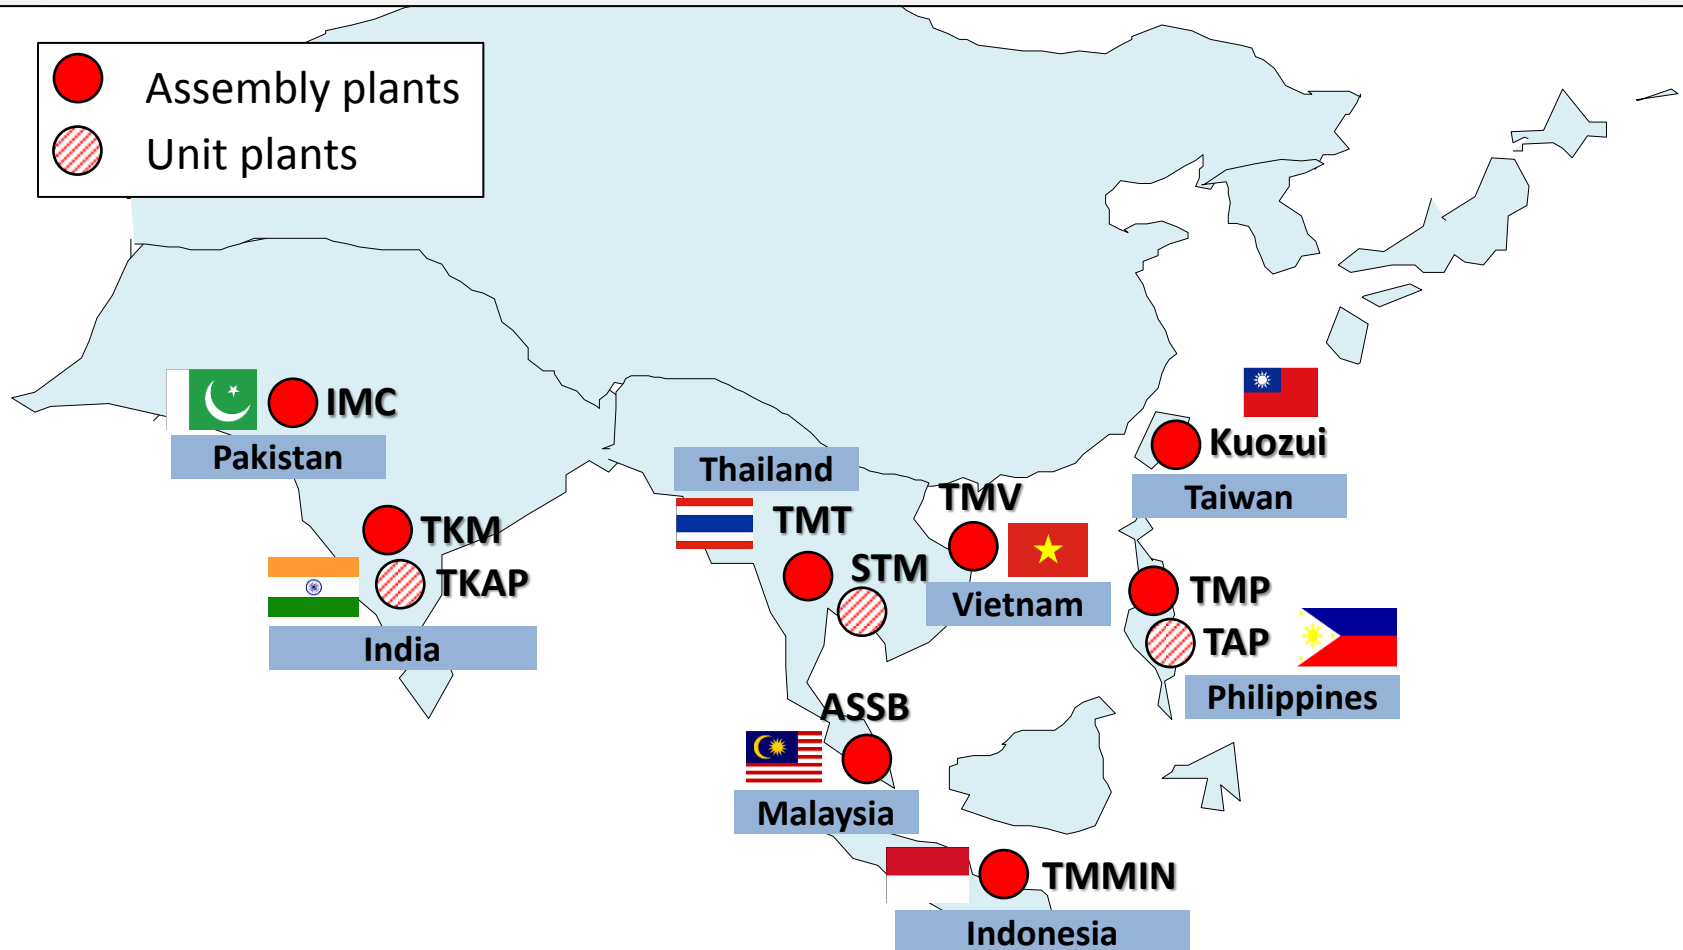 Assembly plants
Unit plants
IMC
Pakistan
Kuozui
Taiwan
Thailand
TMT
STM
TMV
Vietnam
TKM
TKAP
India
TMP
TAP
Philippines
ASSB
Malaysia
TMMIN
Indonesia